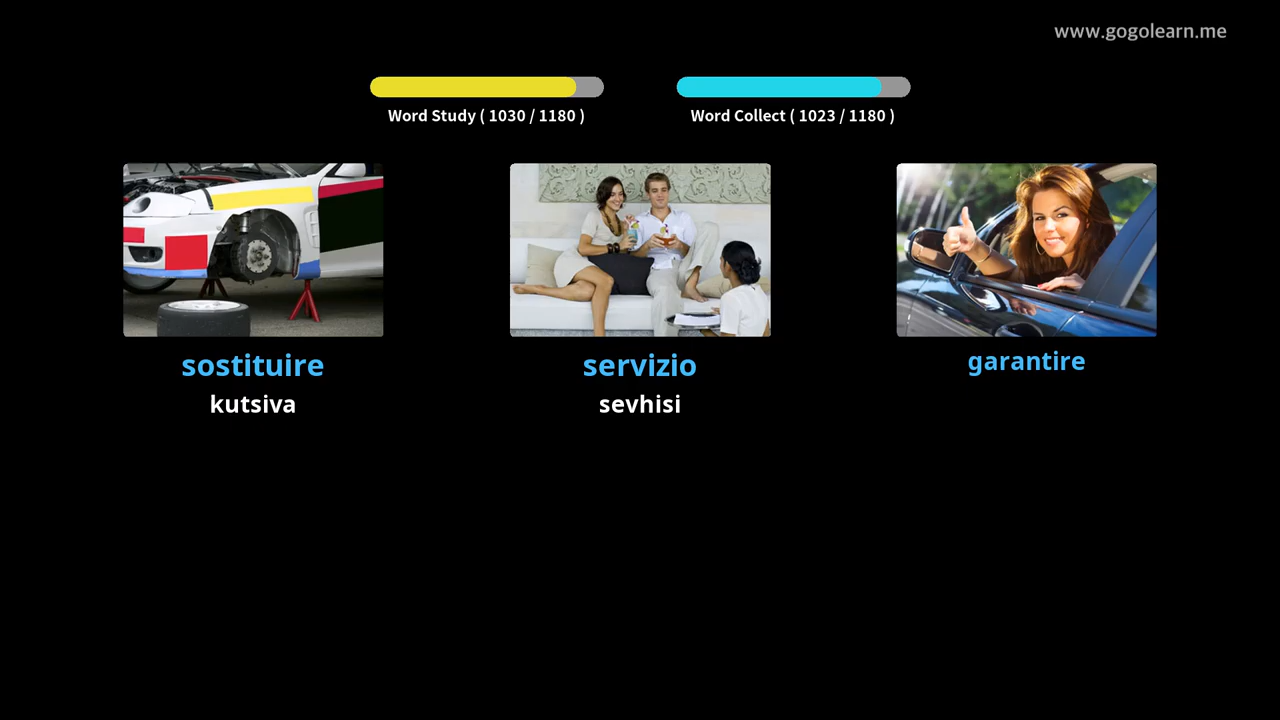 www.gogolearn.me
Word Study ( 1030 / 1180 )
Word Collect ( 1023 / 1180 )
sostituire
servizio
garantire
kutsiva
sevhisi